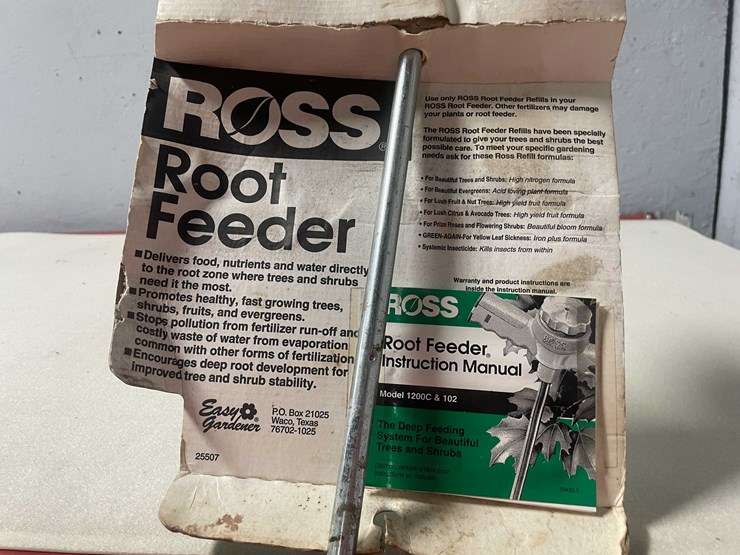 ROSS®
Root
Feeder
■ Delivers food, nutrients and water directly
to the root zone where trees and shrubs
need it the most.
■ Promotes healthy, fast growing trees,
shrubs, fruits, and evergreens.
■ Stops pollution from fertilizer run-off and
costly waste of water from evaporation
common with other forms of fertilization
■ Encourages deep root development for
improved tree and shrub stability.
Easy
Gardener
P.O. Box 21025
Waco, Texas
76702-1025
25507
Use only ROSS Root Feeder Refills in your
ROSS Root Feeder. Other fertilizers may damage
your plants or root feeder.
The ROSS Root Feeder Refills have been specially
formulated to give your trees and shrubs the best
possible care. To meet your specific gardening
needs ask for these Ross Refill formulas:
• For Beautiful Trees and Shrubs: High nitrogen formula
• For Beautiful Evergreens: Acid loving plant formula
• For Lush Fruit & Nut Trees: High yield fruit formula
• For Lush Citrus & Avocado Trees: High yield fruit formula
• For Prize Roses and Flowering Shrubs: Beautiful bloom formula
• GREEN-AGAIN-For Yellow Leaf Sickness: Iron plus formula
• Systemic Insecticide: Kills insects from within
Warranty and product instructions are
inside the instruction manual.
ROSS
Root Feeder®
Instruction Manual
Model 1200C & 102
The Deep Feeding
System For Beautiful
Trees and Shrubs
ROSS